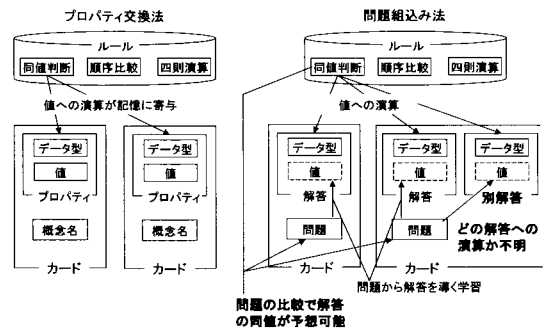 プロパティ交換法
ルール
同値判断 順序比較 四則演算
値への演算が記憶に寄与
データ型
値
プロパティ
概念名
カード
データ型
値
プロパティ
概念名
カード
問題組込み法
ルール
同値判断 順序比較 四則演算
値への演算
データ型
値
解答
問題
カード
データ型
値
解答
問題
データ型
値
別解答
どの解答への
演算か不明
カード
問題から解答を導く学習
問題の比較で解答
の同値が予想可能